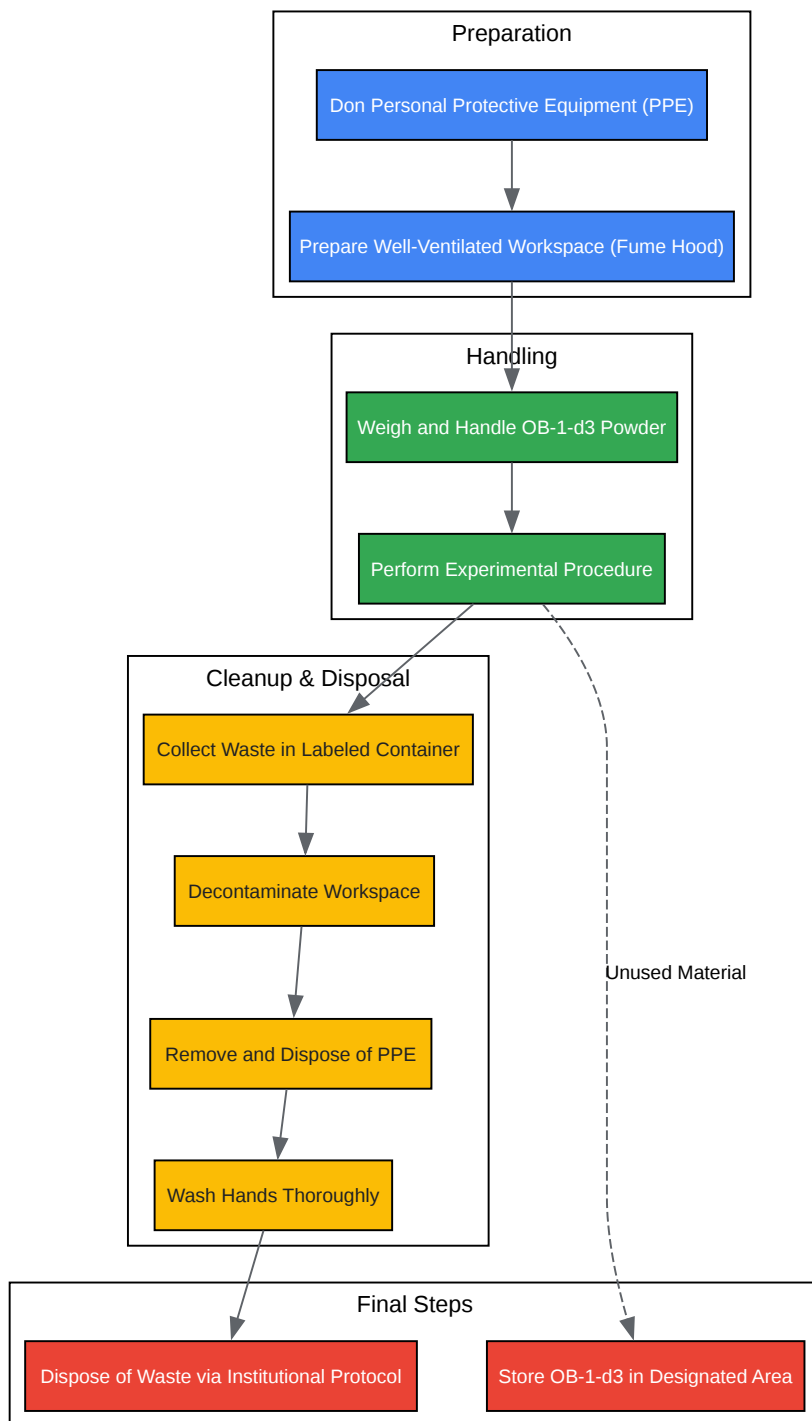 Preparation
Don Personal Protective Equipment (PPE)
Prepare Well-Ventilated Workspace (Fume Hood)
Handling
Weigh and Handle OB-1-d3 Powder
Perform Experimental Procedure
Cleanup & Disposal
Collect Waste in Labeled Container
Decontaminate Workspace
Unused Material
Remove and Dispose of PPE
Wash Hands Thoroughly
Final Steps
Dispose of Waste via Institutional Protocol
Store OB-1-d3 in Designated Area